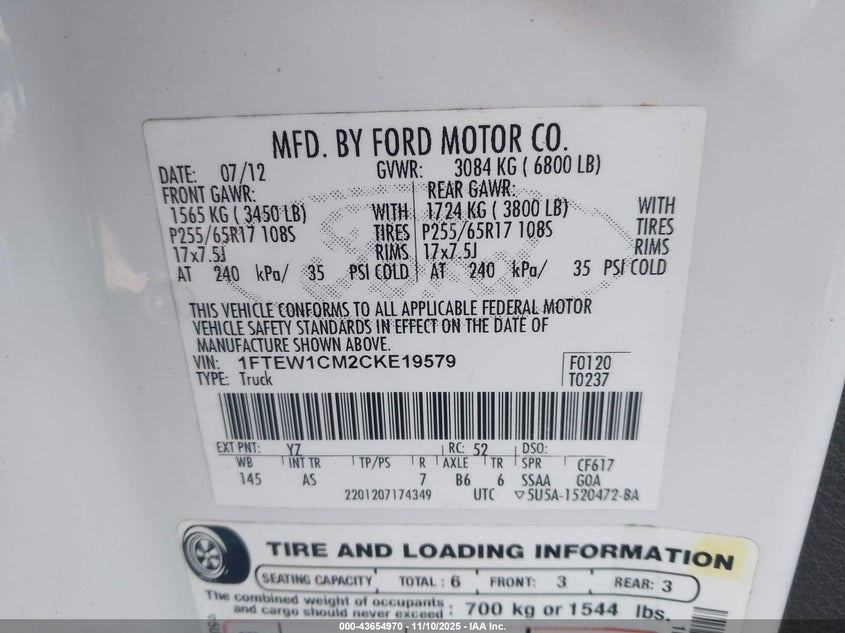 MFD. BY FORD MOTOR CO.
DATE: 07/12 GVWR: 3084 KG ( 6800 LB)
FRONT GAWR: REAR GAWR:
1565 KG ( 3450 LB) WITH 1724 KG ( 3800 LB) WITH
P255/65R17 108S TIRES P255/65R17 108S TIRES
17x7.5J RIMS 17x7.5J RIMS
AT 240 kPa/ 35 PSI COLD AT 240 kPa/ 35 PSI COLD
THIS VEHICLE CONFORMS TO ALL APPLICABLE FEDERAL MOTOR
VEHICLE SAFETY STANDARDS IN EFFECT ON THE DATE OF
MANUFACTURE SHOWN ABOVE.
VIN: 1FTEW1CM2CKE19579 F0120
TYPE: Truck T0237
EXT PNT: YZ RC: 52 DSO:
WB INT TR TP/PS R AXLE TR SPR CF617
145 AS 7 B6 6 SSAA GOA
2201207174349 UTC ▽5U5A-1520472-BA
TIRE AND LOADING INFORMATION
SEATING CAPACITY TOTAL : 6 FRONT: 3 REAR: 3
The combined weight of occupants
and cargo should never exceed : 700 kg or 1544 lbs.
000-43654970 - 11/10/2025 - IAA Inc.